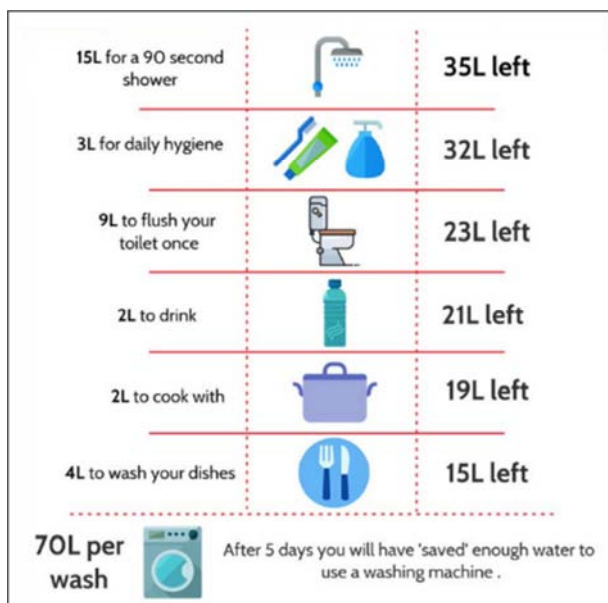 15L for a 90 second
shower
35L left
3L for daily hygiene
32L left
9L to flush your
toilet once
23L left
2L to drink
21L left
2L to cook with
19L left
4L to wash your dishes
15L left
70L per
wash
After 5 days you will have 'saved' enough water to
use a washing machine .